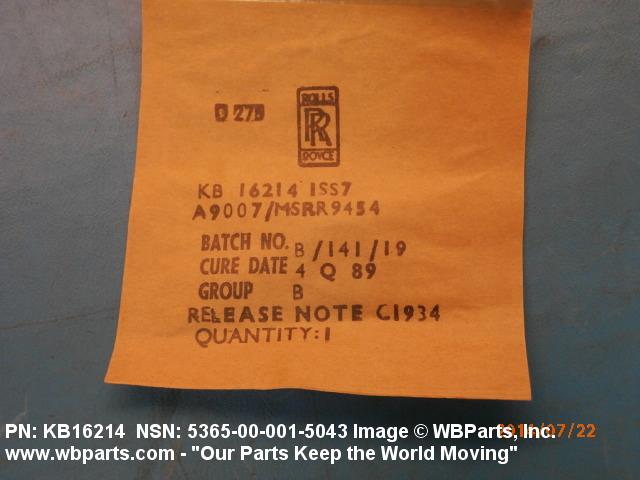 ROLLS
RR
ROYCE
KB 16214 ISS7
A9007/MSRR9454
BATCH NO. B/141/19
CURE DATE 4 Q 89
GROUP B
RELEASE NOTE C1934
QUANTITY:1
PN: KB16214 NSN: 5365-00-001-5043 Image © WBParts, Inc.
www.wbparts.com - "Our Parts Keep the World Moving"